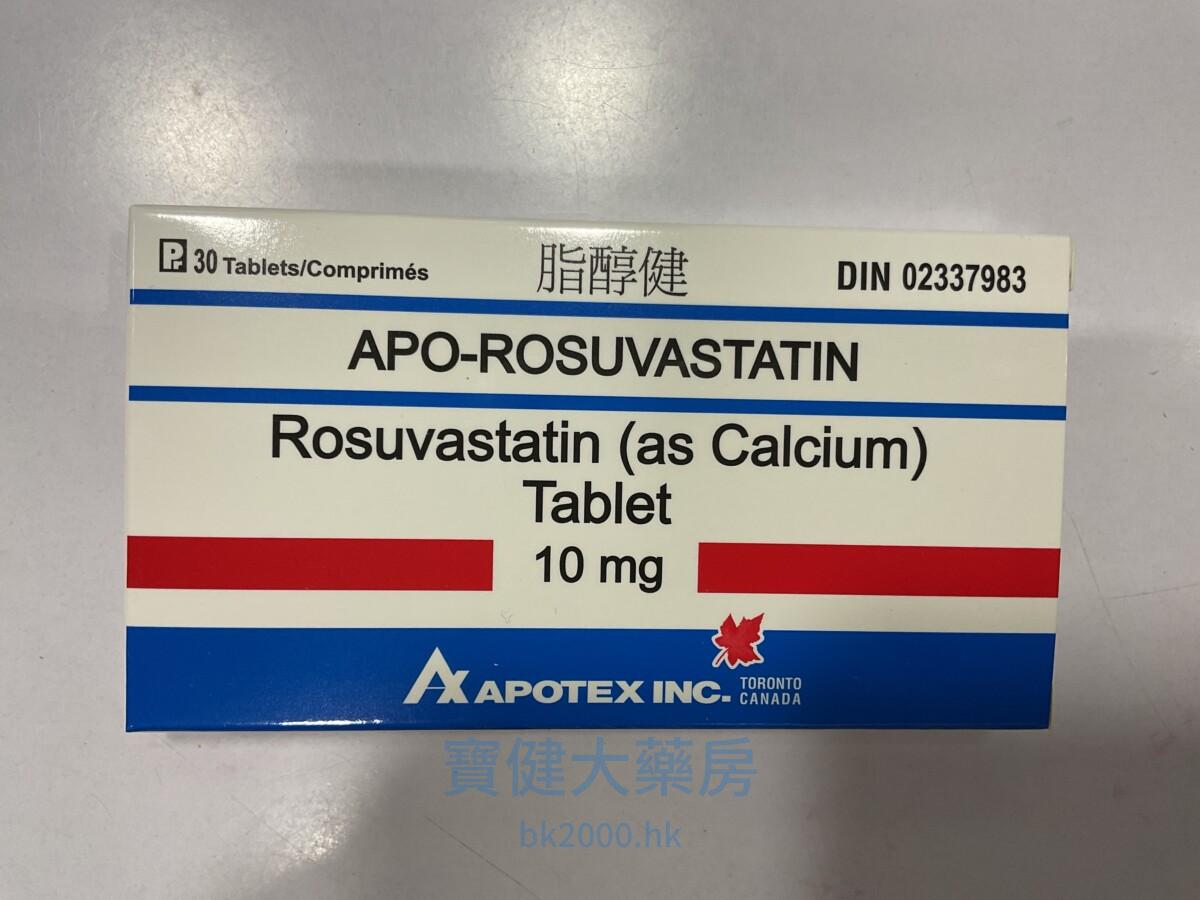 Pr 30 Tablets/Comprimés 脂醇健 DIN 02337983
APO-ROSUVASTATIN
Rosuvastatin (as Calcium)
Tablet
10 mg
APOTEX INC. TORONTO
CANADA
寶健大藥房
bk2000.hk